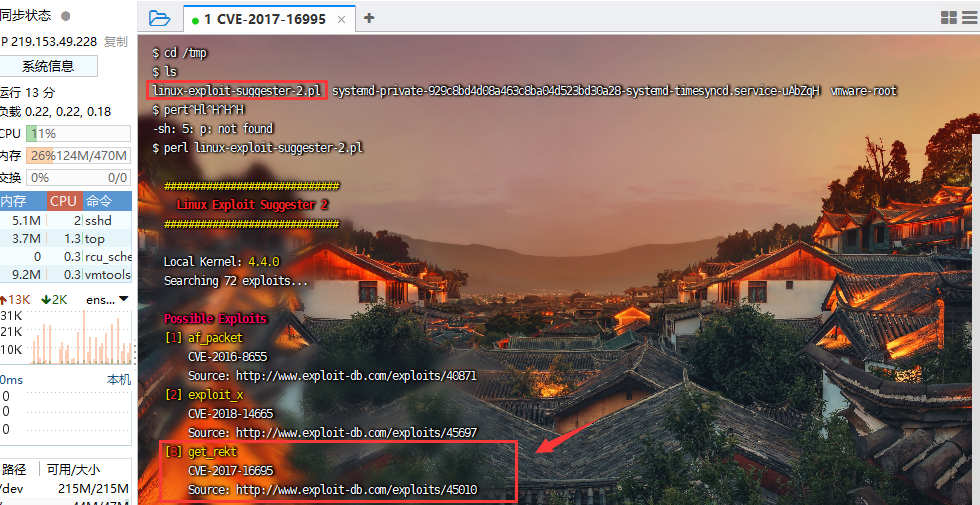 同步状态
P 219.153.49.228 复制
系统信息
运行 13 分
负载 0.22, 0.22, 0.18
CPU 11%
内存 26% 124M/470M
交换 0% 0/0
内存 CPU 命令
5.1M 2 sshd
3.7M 1.3 top
0 0.3 rcu_sche
9.2M 0.3 vmtools
13K 2K ens...
31K
21K
10K
0ms 本机
0
0
0
路径 可用/大小
/dev 215M/215M
1 CVE-2017-16995
$ cd /tmp
$ ls
linux-exploit-suggester-2.pl systemd-private-929c8bd4d08a463c8ba04d523bd30a28-systemd-timesyncd.service-uAbZqH vmware-root
$ pert^Hl^H^H^H
-sh: 5: p: not found
$ perl linux-exploit-suggester-2.pl
#############################
Linux Exploit Suggester 2
#############################
Local Kernel: 4.4.0
Searching 72 exploits...
Possible Exploits
[1] af_packet
CVE-2016-8655
Source: http://www.exploit-db.com/exploits/40871
[2] exploit_x
CVE-2018-14665
Source: http://www.exploit-db.com/exploits/45697
[3] get_rekt
CVE-2017-16695
Source: http://www.exploit-db.com/exploits/45010